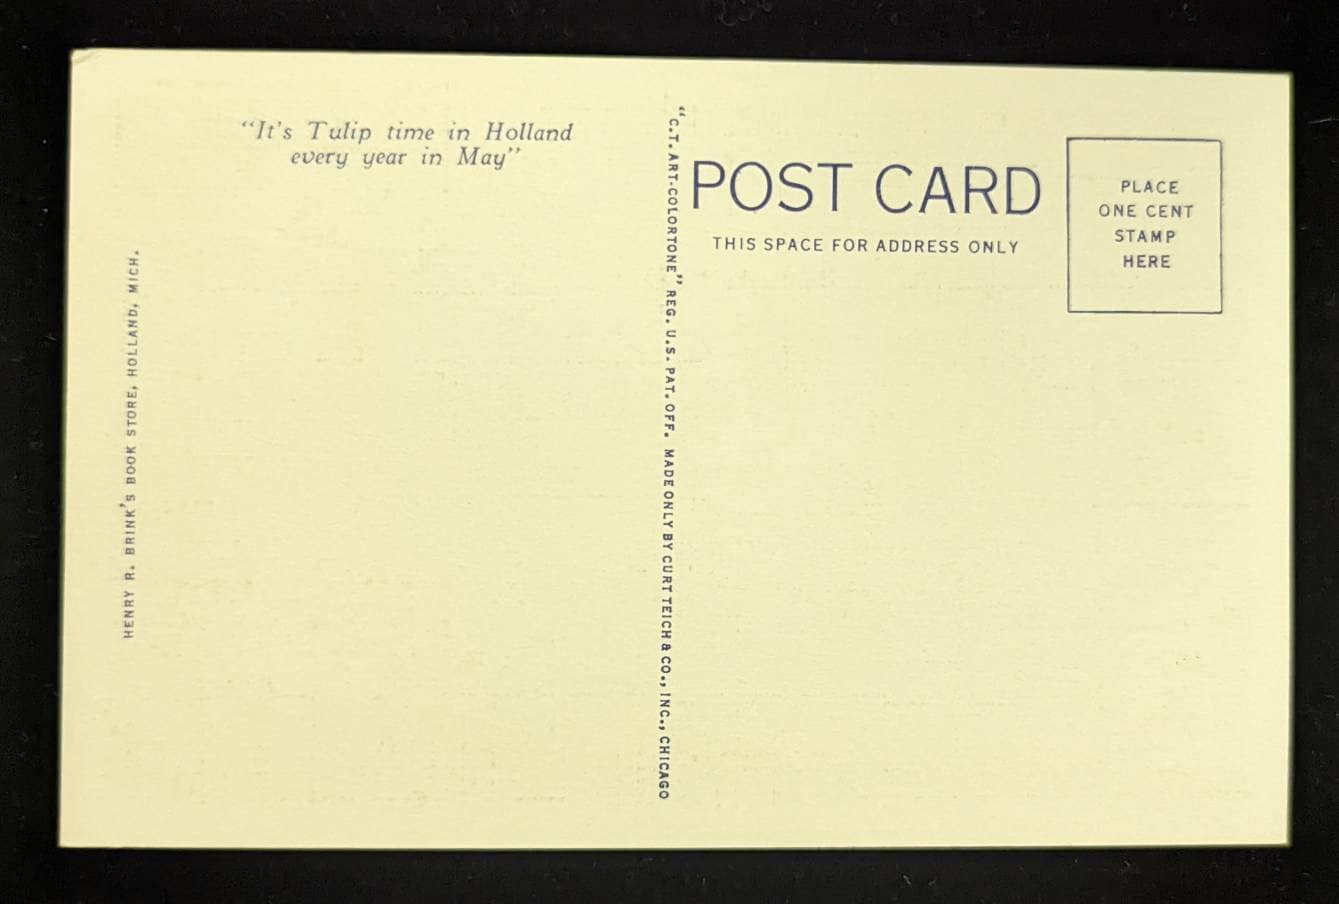 "It's Tulip time in Holland
every year in May"
HENRY R. BRINK'S BOOK STORE, HOLLAND, MICH.
"C.T. ART-COLORTONE" REG. U.S. PAT. OFF. MADE ONLY BY CURT TEICH & CO., INC., CHICAGO
POST CARD
THIS SPACE FOR ADDRESS ONLY
PLACE
ONE CENT
STAMP
HERE